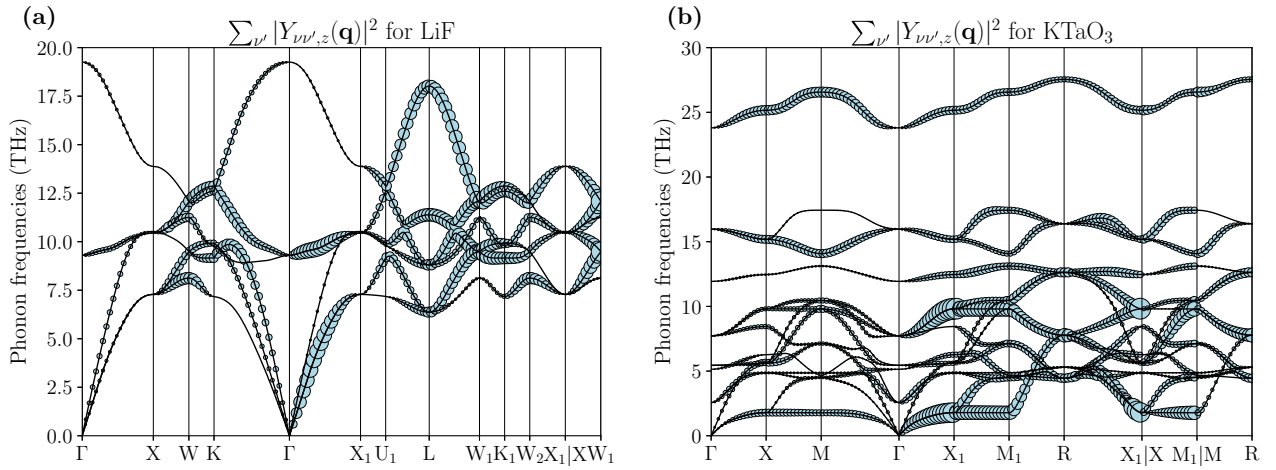 (a)
∑ν′ |Yνν′,z(q)|² for LiF
Phonon frequencies (THz)
20.0
17.5
15.0
12.5
10.0
7.5
5.0
2.5
0.0
Γ X W K Γ X₁ U₁ L W₁ K₁ W₂ X₁|X W₁
(b)
∑ν′ |Yνν′,z(q)|² for KTaO₃
Phonon frequencies (THz)
30
25
20
15
10
5
0
Γ X M Γ X₁ M₁ R X₁|X M₁|M R